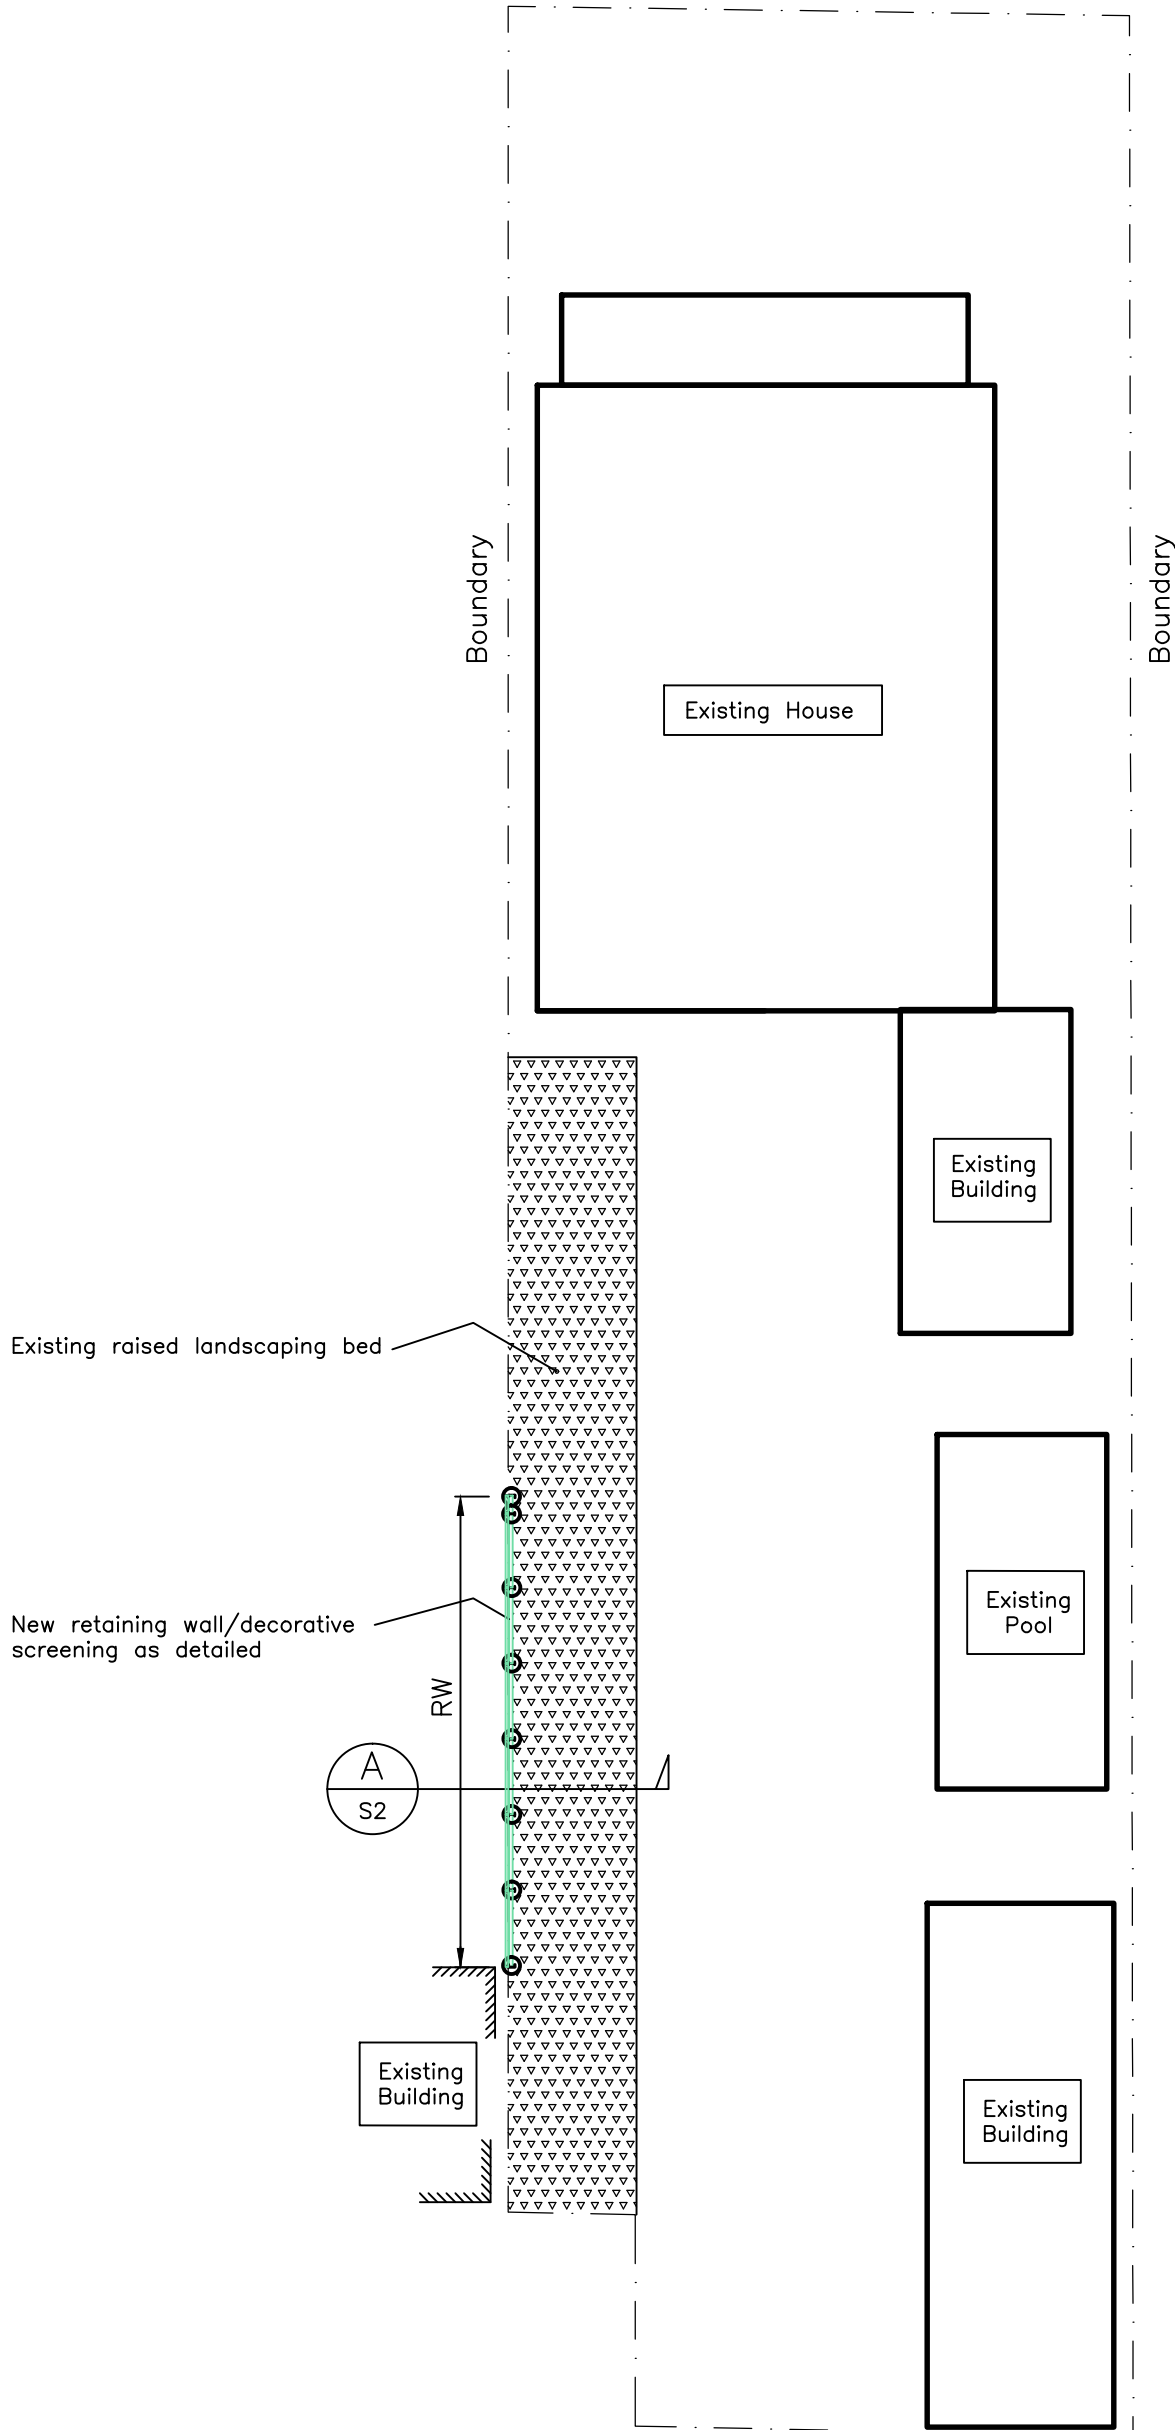 Boundary
Boundary
Existing House
Existing
Building
Existing raised landscaping bed
Existing
Pool
New retaining wall/decorative
screening as detailed
RW
A
S2
Existing
Building
Existing
Building